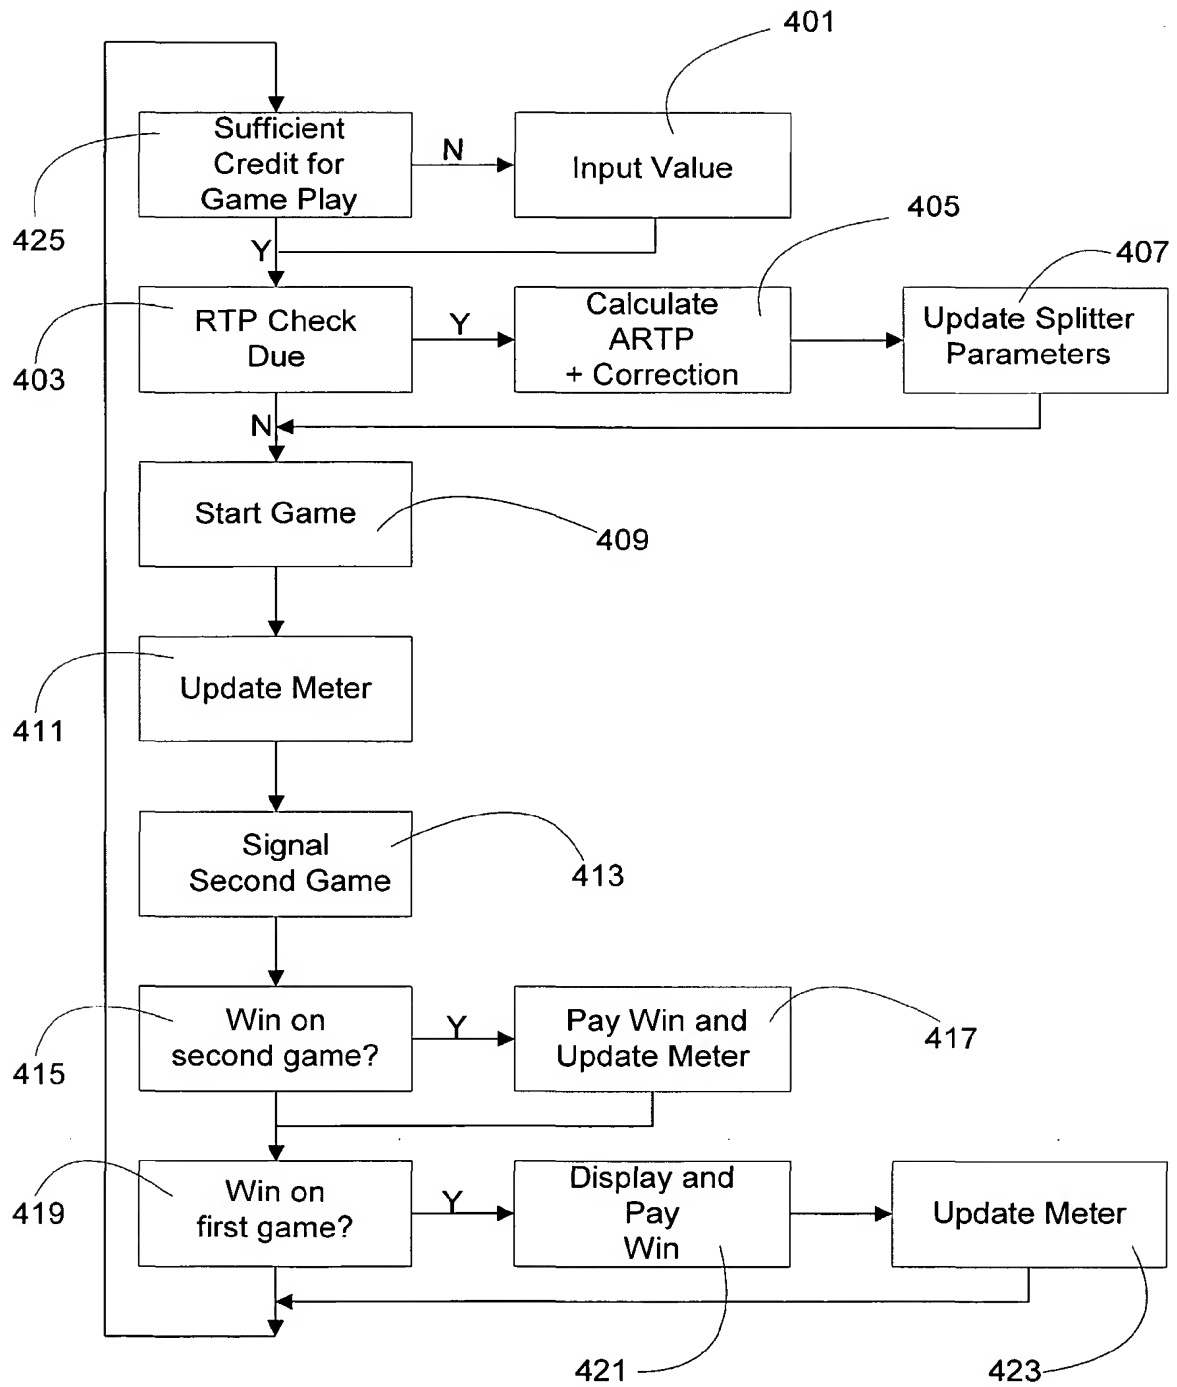 401
Sufficient
Credit for
Game Play
N
Input Value
425
Y
405
407
RTP Check
Due
Y
Calculate
ARTP
+ Correction
Update Splitter
Parameters
403
N
Start Game
409
Update Meter
411
Signal
Second Game
413
Win on
second game?
Y
Pay Win and
Update Meter
415
417
Win on
first game?
Y
Display and
Pay
Win
Update Meter
419
421
423